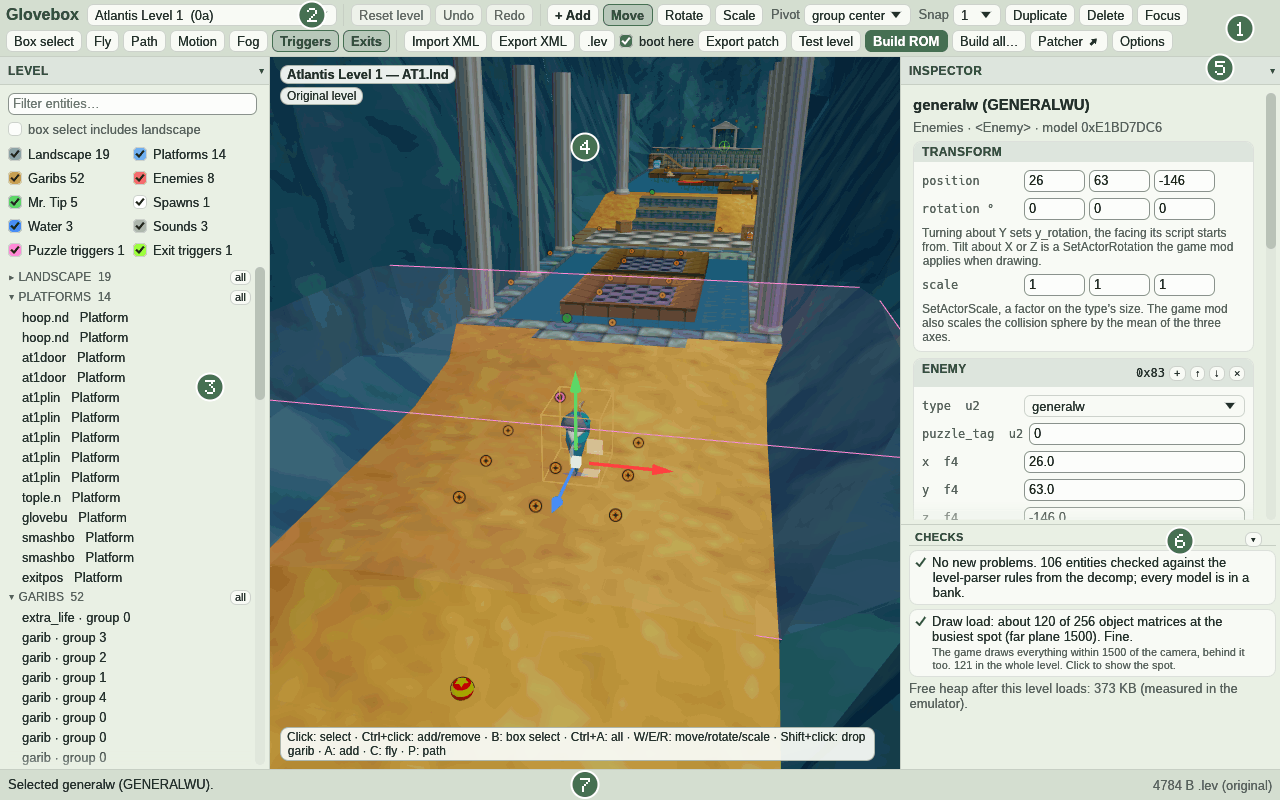 Glovebox
Atlantis Level 1 (0a)
2
Reset level Undo Redo
+ Add Move Rotate Scale Pivot group center Snap 1 Duplicate Delete Focus
1
Box select Fly Path Motion Fog Triggers Exits Import XML Export XML .lev boot here Export patch Test level Build ROM Build all… Patcher Options
LEVEL
Filter entities…
box select includes landscape
Landscape 19 Platforms 14
Garibs 52 Enemies 8
Mr. Tip 5 Spawns 1
Water 3 Sounds 3
Puzzle triggers 1 Exit triggers 1
LANDSCAPE 19 all
PLATFORMS 14 all
hoop.nd Platform
hoop.nd Platform
at1door Platform
at1door Platform
at1plin Platform
at1plin Platform
at1plin Platform
at1plin Platform
at1plin Platform
tople.n Platform
glovebu Platform
smashbo Platform
smashbo Platform
exitpos Platform
3
GARIBS 52 all
extra_life · group 0
garib · group 3
garib · group 2
garib · group 1
garib · group 4
garib · group 0
garib · group 0
garib · group 0
Atlantis Level 1 — AT1.lnd
Original level
4
Click: select · Ctrl+click: add/remove · B: box select · Ctrl+A: all · W/E/R: move/rotate/scale · Shift+click: drop
garib · A: add · C: fly · P: path
INSPECTOR
5
generalw (GENERALWU)
Enemies · <Enemy> · model 0xE1BD7DC6
TRANSFORM
position 26 63 -146
rotation ° 0 0 0
Turning about Y sets y_rotation, the facing its script starts
from. Tilt about X or Z is a SetActorRotation the game mod
applies when drawing.
scale 1 1 1
SetActorScale, a factor on the type's size. The game mod
also scales the collision sphere by the mean of the three
axes.
ENEMY 0x83 + ↑ ↓ ×
type u2 generalw
puzzle_tag u2 0
x f4 26.0
y f4 63.0
z f4 -146.0
CHECKS
6
No new problems. 106 entities checked against the
level-parser rules from the decomp; every model is in a
bank.
Draw load: about 120 of 256 object matrices at the
busiest spot (far plane 1500). Fine.
The game draws everything within 1500 of the camera, behind it
too. 121 in the whole level. Click to show the spot.
Free heap after this level loads: 373 KB (measured in the
emulator).
Selected generalw (GENERALWU).
7
4784 B .lev (original)